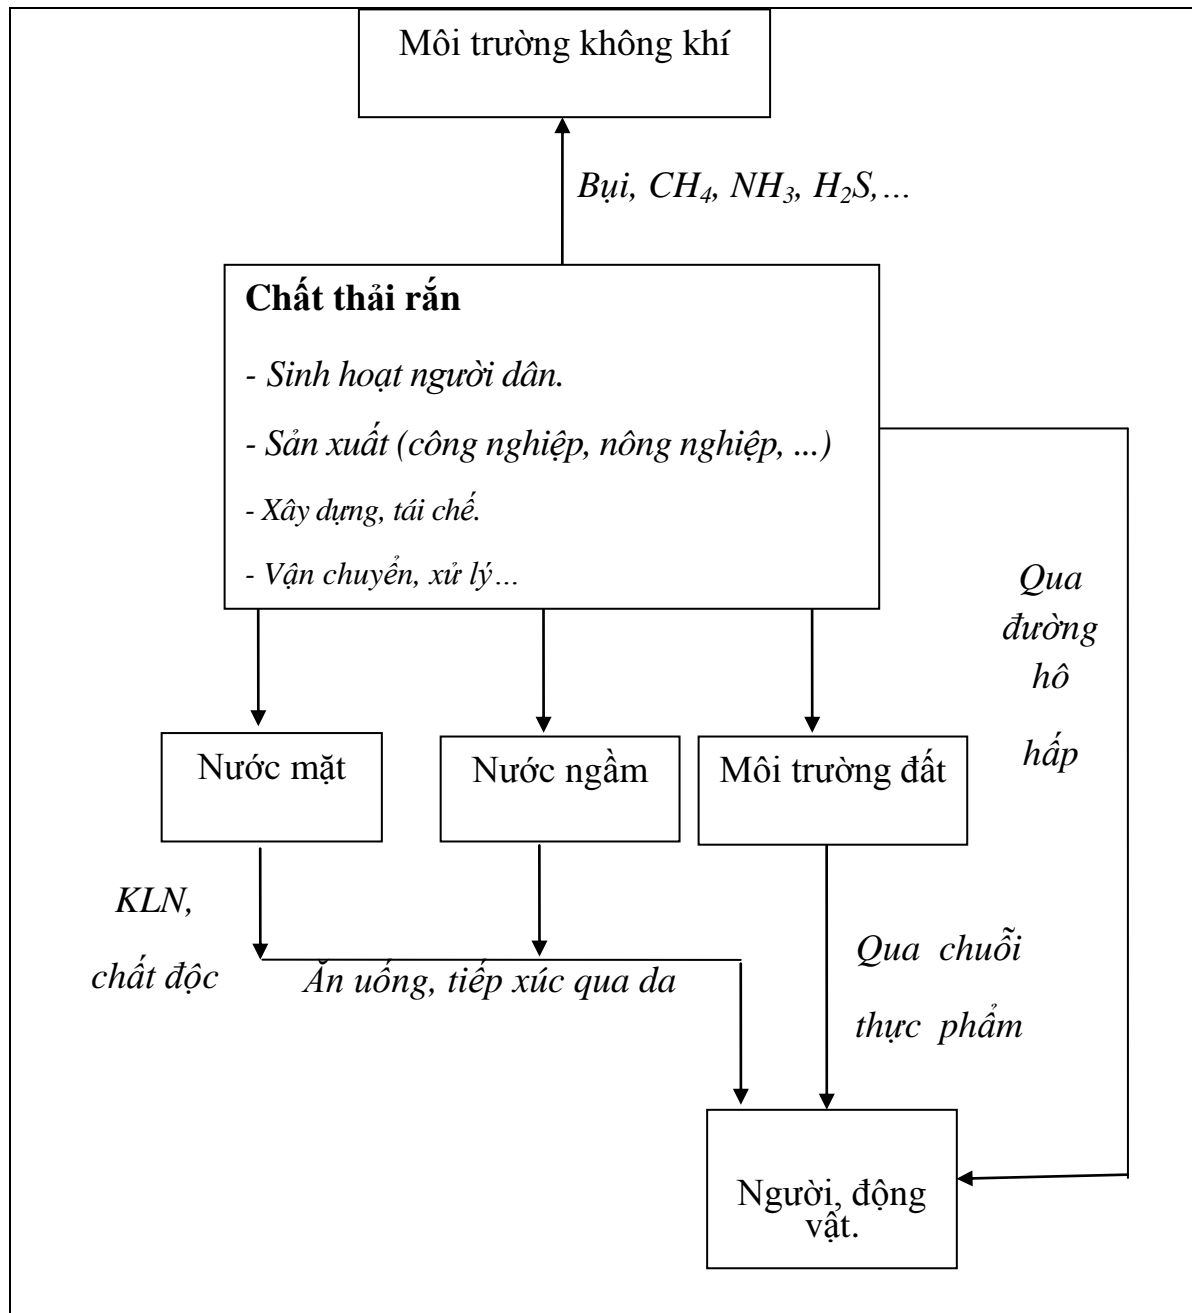 Môi trường không khí
Bụi, CH₄, NH₃, H₂S,…
Chất thải rắn
- Sinh hoạt người dân.
- Sản xuất (công nghiệp, nông nghiệp, ...)
- Xây dựng, tái chế.
- Vận chuyển, xử lý…
Qua
đường
hô
hấp
Nước mặt
Nước ngầm
Môi trường đất
KLN,
chất độc
Ăn uống, tiếp xúc qua da
Qua chuỗi
thực phẩm
Người, động
vật.